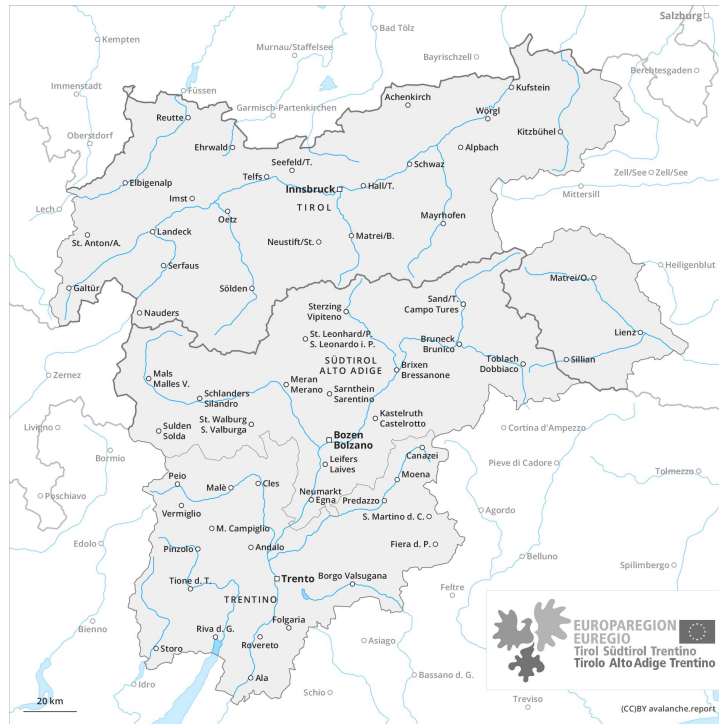 Salzburg
Bad Tölz
Kempten
Murnau/Staffelsee
Bayrischzell
Berchtesgaden
Immenstadt
Füssen
Achenkirch
Kufstein
Garmisch-Partenkirchen
Reutte
Wörgl
Oberstdorf
Kitzbühel
Ehrwald
Alpbach
Seefeld/T.
Schwaz
Telfs
Zell/See
Zell/See
Elbigenalp
Innsbruck
Hall/T.
Mittersill
Imst
TIROL
Lech
Oetz
Mayrhofen
Landeck
Matrei/B.
St. Anton/A.
Neustift/St.
Serfaus
Heiligenblut
Matrei/O.
Galtür
Sölden
Sand/T.
Campo Tures
Nauders
Sterzing
Vipiteno
St. Leonhard/P.
S. Leonardo i. P.
Lienz
Bruneck
Brunico
SÜDTIROL
ALTO ADIGE
Toblach
Dobbiaco
Sillian
Brixen
Bressanone
Zernez
Mals
Malles V.
Meran
Merano
Sarnthein
Sarentino
Schlanders
Silandro
Kastelruth
Castelrotto
St. Walburg
S. Valburga
Livigno
Sulden
Solda
Bozen
Bolzano
Cortina d'Ampezzo
Bormio
Canazei
Leifers
Laives
Pieve di Cadore
Tolmezzo
Peio
Malè
Cles
Moena
Poschiavo
Neumarkt
Egna
Predazzo
Vermiglio
Agordo
M. Campiglio
S. Martino d. C.
Edolo
Pinzolo
Andalo
Fiera d. P.
Belluno
Spilimbergo
Trento
Borgo Valsugana
Tione d. T.
Feltre
TRENTINO
Folgaria
Bienno
Riva d. G.
Rovereto
Asiago
Storo
Ala
Bassano d. G.
Idro
Schio
Treviso
EUROPAREGION
EUREGIO
Tirol Südtirol Trentino
Tirolo Alto Adige Trentino
20 km
(CC)BY avalanche.report